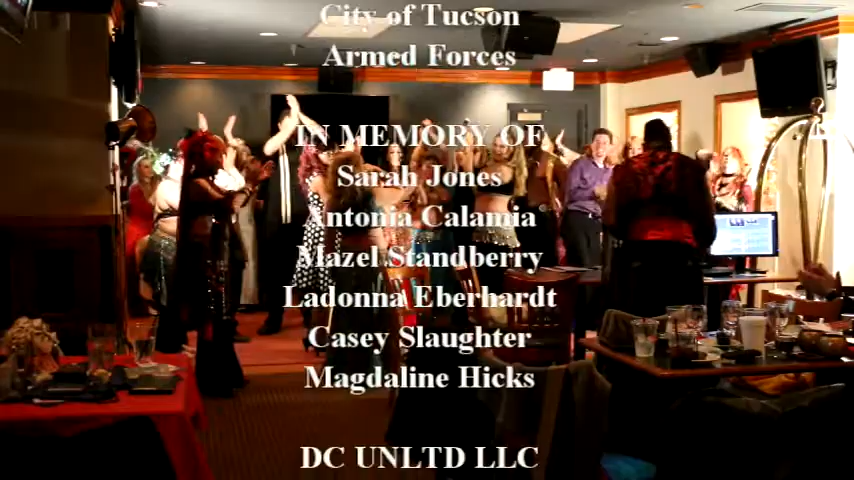 City of Tucson
Armed Forces
IN MEMORY OF
Sarah Jones
Antonia Calamia
Mazel Standberry
Ladonna Eberhardt
Casey Slaughter
Magdaline Hicks
DC UNLTD LLC